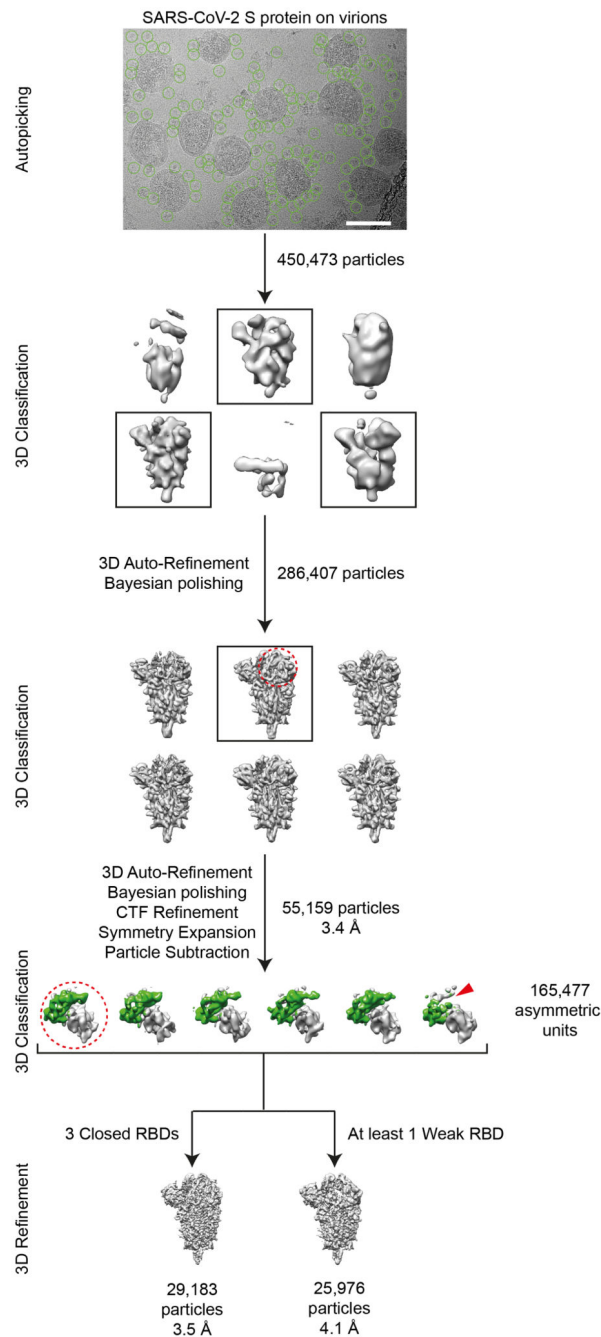 SARS-CoV-2 S protein on virions
Autopicking
450,473 particles
3D Classification
3D Auto-Refinement
Bayesian polishing
286,407 particles
3D Classification
3D Auto-Refinement
Bayesian polishing
CTF Refinement
Symmetry Expansion
Particle Subtraction
55,159 particles
3.4 Å
3D Classification
165,477
asymmetric
units
3 Closed RBDs
At least 1 Weak RBD
3D Refinement
29,183
particles
3.5 Å
25,976
particles
4.1 Å